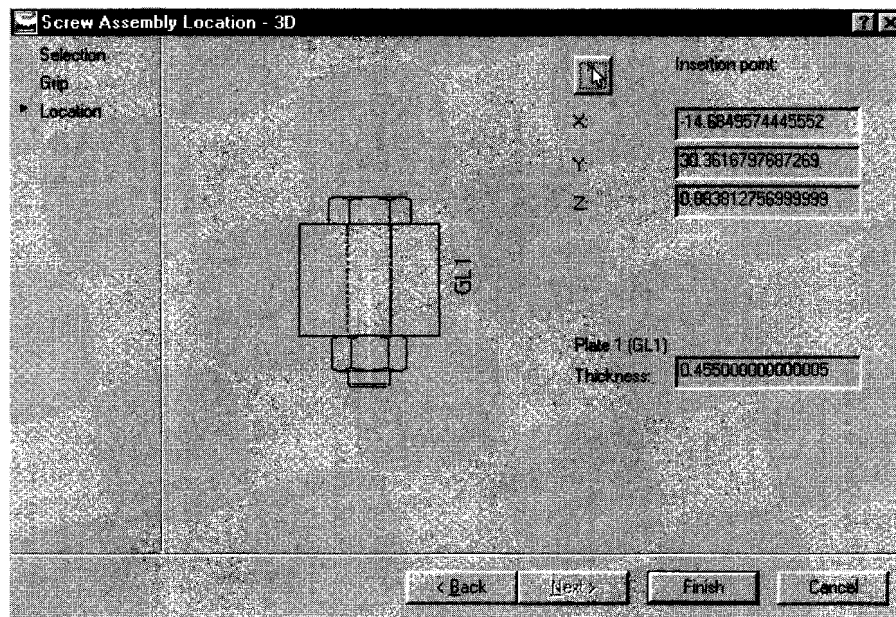 Screw Assembly Location - 3D
Selection
Grip
Location
Insertion point:
X: -14.6849574445552
Y: 30.3616797687269
Z: 0.083812756999999
GL1
Plate 1 (GL1)
Thickness: 0.455000000000005
< Back
Next >
Finish
Cancel